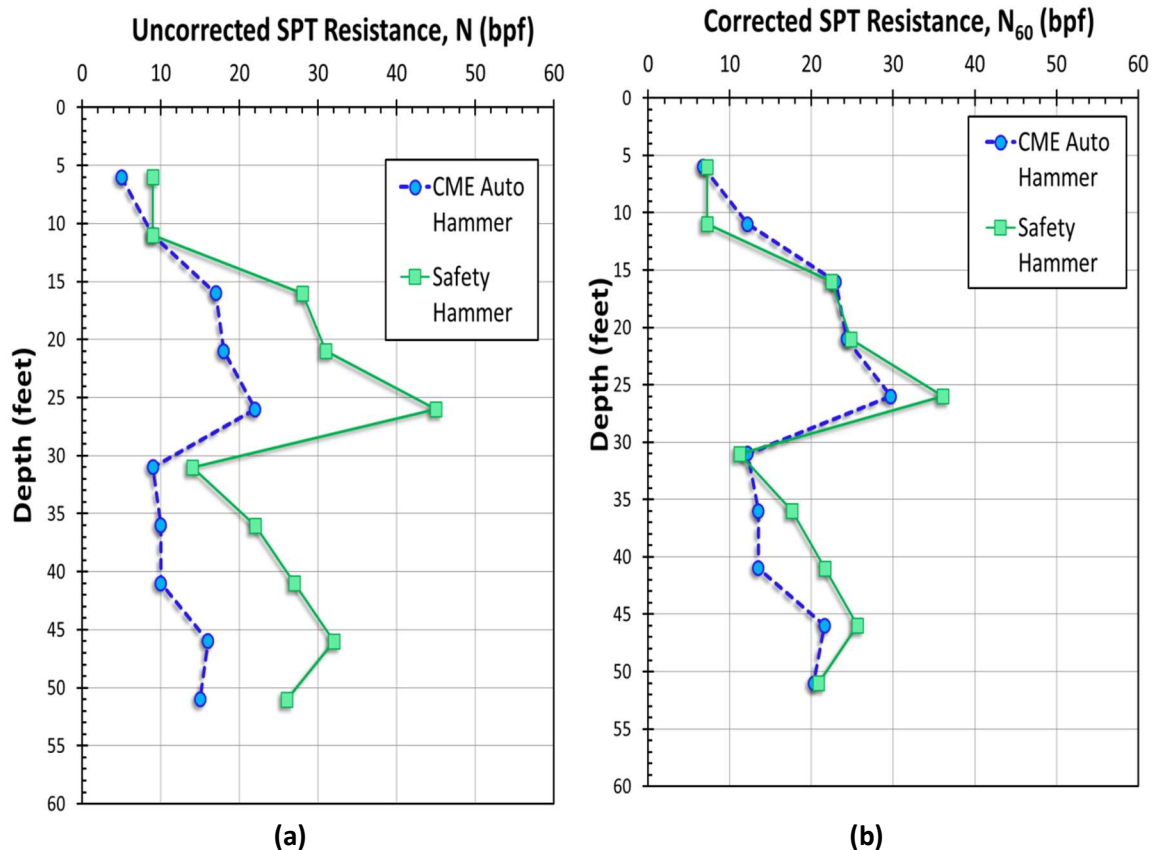 Uncorrected SPT Resistance, N (bpf)
0 10 20 30 40 50 60
0
5
10
15
20
25
30
35
40
45
50
55
60
Depth (feet)
CME Auto
Hammer
Safety
Hammer
(a)
Corrected SPT Resistance, N60 (bpf)
0 10 20 30 40 50 60
0
5
10
15
20
25
30
35
40
45
50
55
60
Depth (feet)
CME Auto
Hammer
Safety
Hammer
(b)